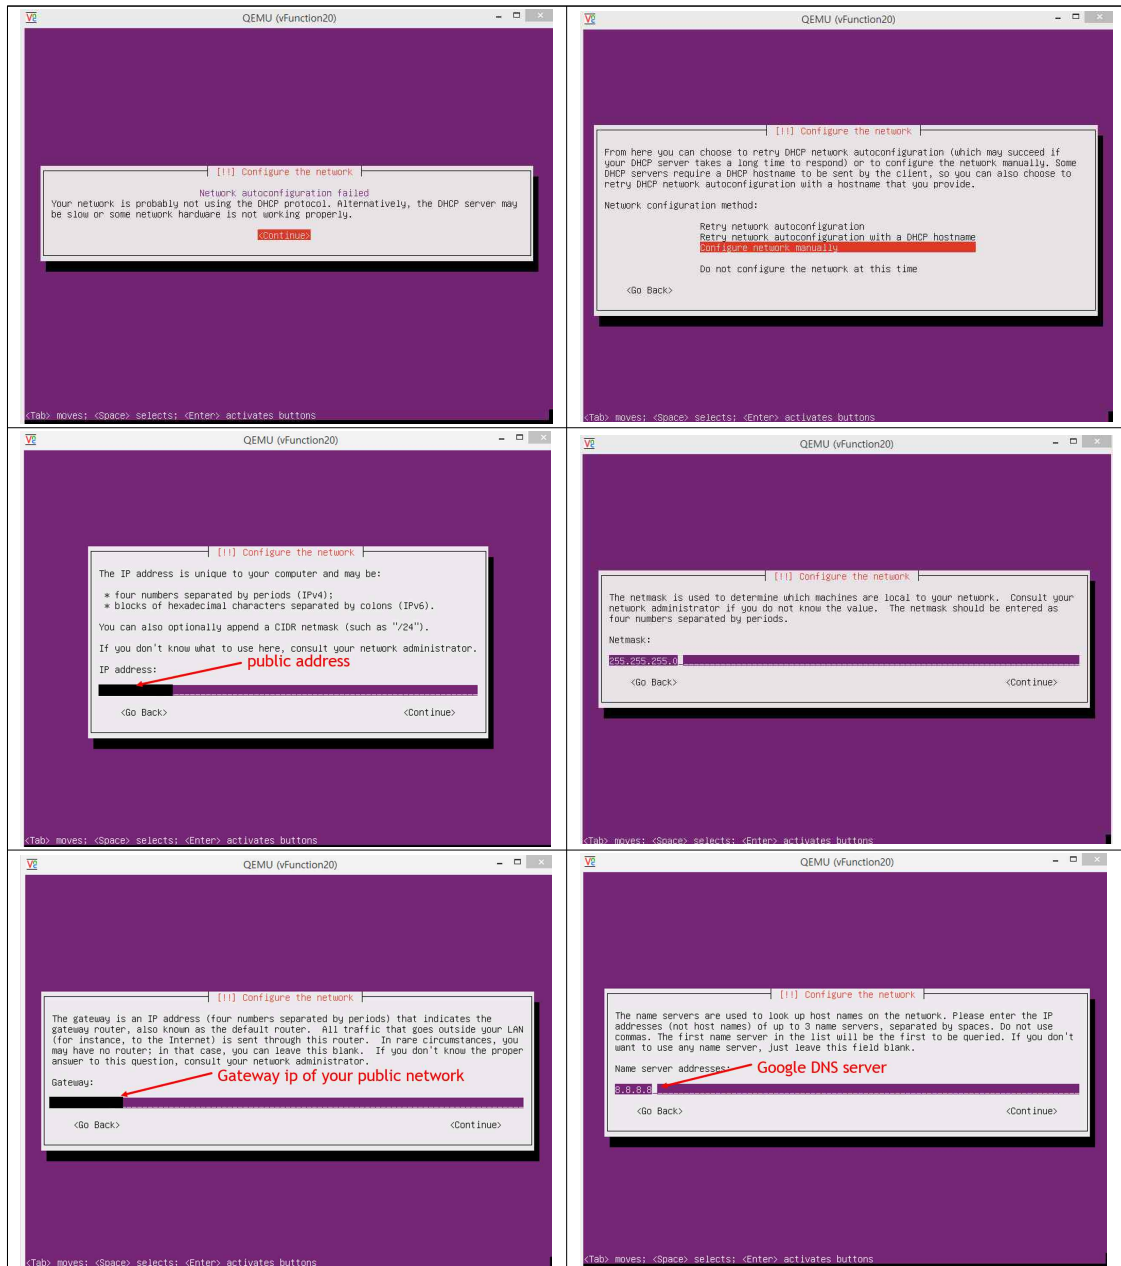 QEMU (vFunction20)
[!!] Configure the network
Network autoconfiguration failed
Your network is probably not using the DHCP protocol. Alternatively, the DHCP server may
be slow or some network hardware is not working properly.
<Continue>
<Tab> moves; <Space> selects; <Enter> activates buttons
QEMU (vFunction20)
[!!] Configure the network
From here you can choose to retry DHCP network autoconfiguration (which may succeed if
your DHCP server takes a long time to respond) or to configure the network manually. Some
DHCP servers require a DHCP hostname to be sent by the client, so you can also choose to
retry DHCP network autoconfiguration with a hostname that you provide.
Network configuration method:
Retry network autoconfiguration
Retry network autoconfiguration with a DHCP hostname
Configure network manually
Do not configure the network at this time
<Go Back>
<Tab> moves; <Space> selects; <Enter> activates buttons
QEMU (vFunction20)
[!!] Configure the network
The IP address is unique to your computer and may be:
* four numbers separated by periods (IPv4);
* blocks of hexadecimal characters separated by colons (IPv6).
You can also optionally append a CIDR netmask (such as "/24").
If you don't know what to use here, consult your network administrator.
public address
IP address:
<Go Back> <Continue>
<Tab> moves; <Space> selects; <Enter> activates buttons
QEMU (vFunction20)
[!!] Configure the network
The netmask is used to determine which machines are local to your network. Consult your
network administrator if you do not know the value. The netmask should be entered as
four numbers separated by periods.
Netmask:
255.255.255.0
<Go Back> <Continue>
<Tab> moves; <Space> selects; <Enter> activates buttons
QEMU (vFunction20)
[!!] Configure the network
The gateway is an IP address (four numbers separated by periods) that indicates the
gateway router, also known as the default router. All traffic that goes outside your LAN
(for instance, to the Internet) is sent through this router. In rare circumstances, you
may have no router; in that case, you can leave this blank. If you don't know the proper
answer to this question, consult your network administrator.
Gateway: Gateway ip of your public network
<Go Back> <Continue>
<Tab> moves; <Space> selects; <Enter> activates buttons
QEMU (vFunction20)
[!!] Configure the network
The name servers are used to look up host names on the network. Please enter the IP
addresses (not host names) of up to 3 name servers, separated by spaces. Do not use
commas. The first name server in the list will be the first to be queried. If you don't
want to use any name server, just leave this field blank.
Name server addresses: Google DNS server
8.8.8.8
<Go Back> <Continue>
<Tab> moves; <Space> selects; <Enter> activates buttons